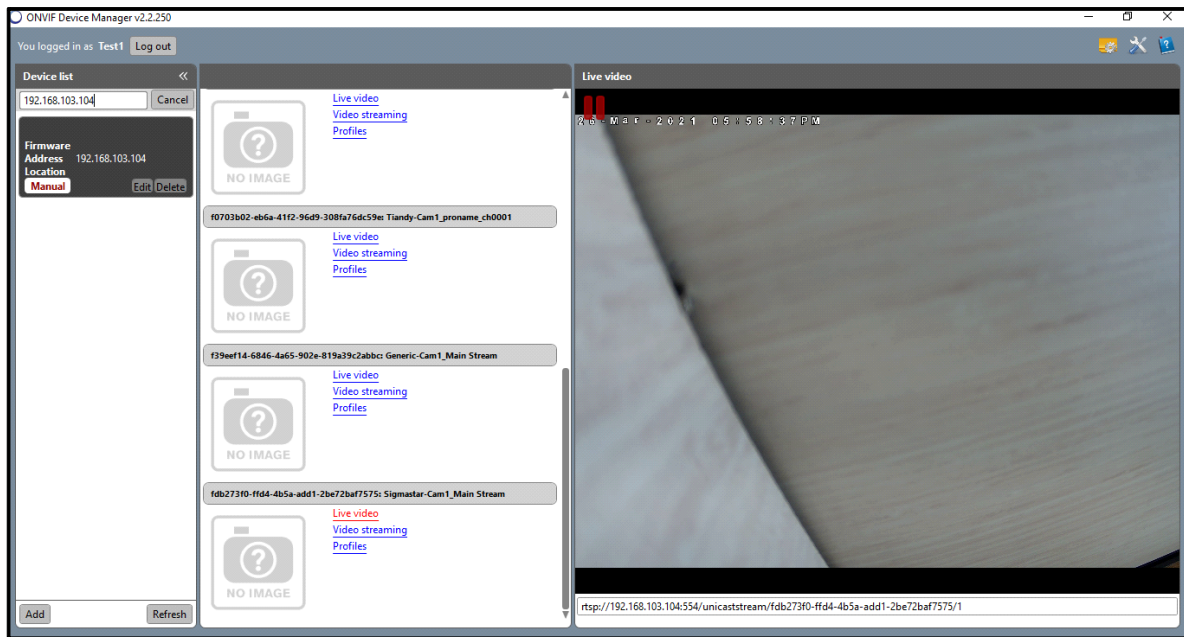 ONVIF Device Manager v2.2.250
You logged in as Test1 Log out
Device list «
192.168.103.104 Cancel
Firmware
Address 192.168.103.104
Location
Manual Edit Delete
Add Refresh
Live video
Video streaming
Profiles
NO IMAGE
f0703b02-eb6a-41f2-96d9-308fa76dc59e: Tiandy-Cam1_proname_ch0001
Live video
Video streaming
Profiles
NO IMAGE
f39eef14-6846-4a65-902e-819a39c2abbc: Generic-Cam1_Main Stream
Live video
Video streaming
Profiles
NO IMAGE
fdb273f0-ffd4-4b5a-add1-2be72baf7575: Sigmastar-Cam1_Main Stream
Live video
Video streaming
Profiles
NO IMAGE
Live video
26-Mar-2021 05:58:37PM
rtsp://192.168.103.104:554/unicaststream/fdb273f0-ffd4-4b5a-add1-2be72baf7575/1